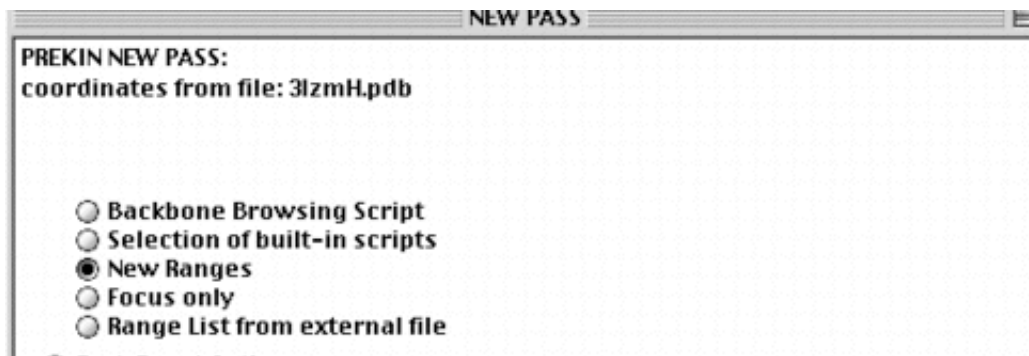 NEW PASS
PREKIN NEW PASS:
coordinates from file: 3lzmH.pdb
Backbone Browsing Script
Selection of built-in scripts
New Ranges
Focus only
Range List from external file